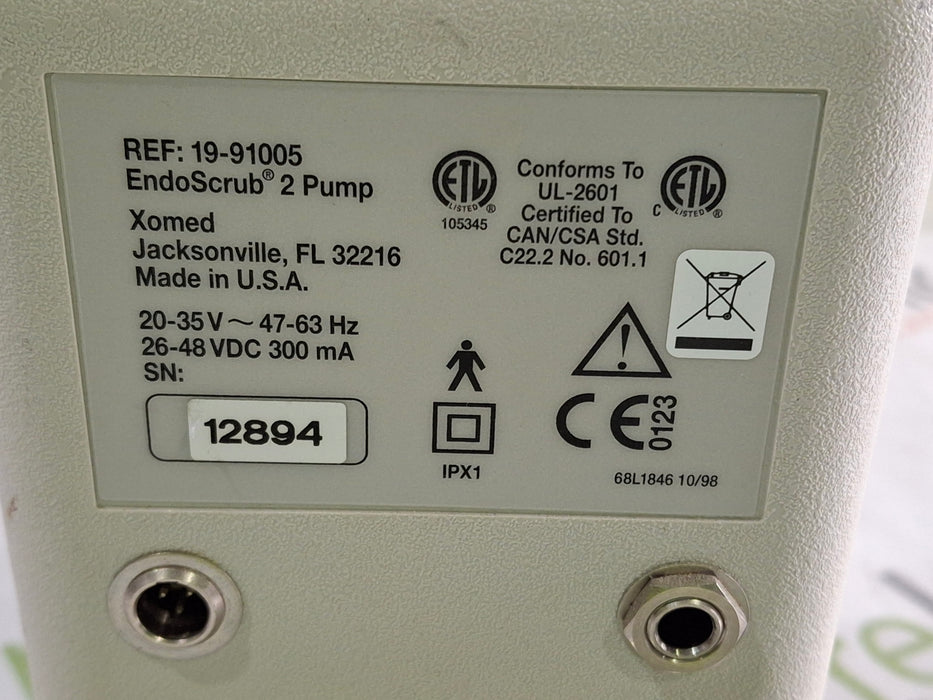 REF: 19-91005
EndoScrub® 2 Pump
Xomed
Jacksonville, FL 32216
Made in U.S.A.
20-35 V ~ 47-63 Hz
26-48 VDC 300 mA
SN:
12894
ETL
LISTED ®
105345
Conforms To
UL-2601
Certified To
CAN/CSA Std.
C22.2 No. 601.1
C ETL
LISTED ®
IPX1
!
CE 0123
68L1846 10/98